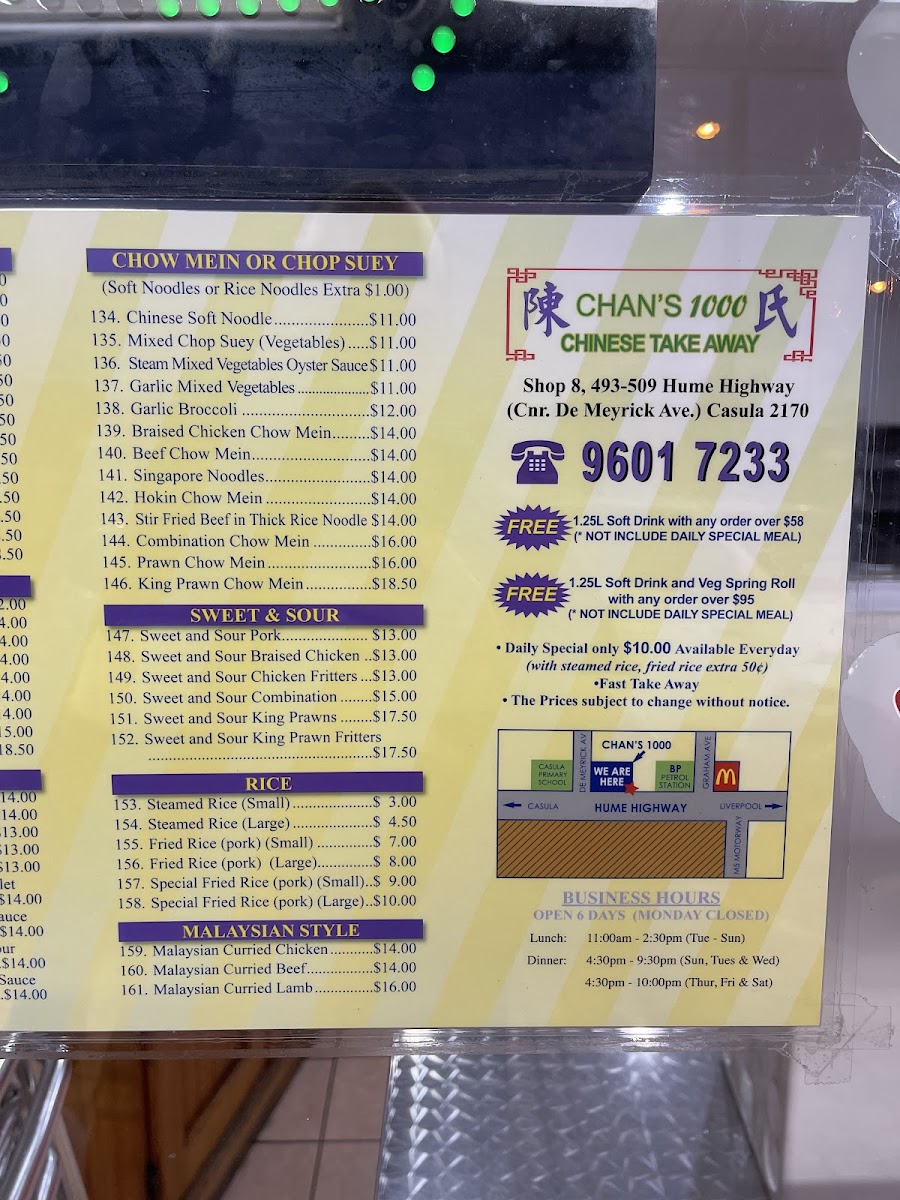 CHOW MEIN OR CHOP SUEY
(Soft Noodles or Rice Noodles Extra $1.00)
134. Chinese Soft Noodle......................$11.00
135. Mixed Chop Suey (Vegetables).....$11.00
136. Steam Mixed Vegetables Oyster Sauce $11.00
137. Garlic Mixed Vegetables....................$11.00
138. Garlic Broccoli ..............................$12.00
139. Braised Chicken Chow Mein.........$14.00
140. Beef Chow Mein............................$14.00
141. Singapore Noodles.........................$14.00
142. Hokin Chow Mein .........................$14.00
143. Stir Fried Beef in Thick Rice Noodle $14.00
144. Combination Chow Mein .............$16.00
145. Prawn Chow Mein.........................$16.00
146. King Prawn Chow Mein...............$18.50
SWEET & SOUR
147. Sweet and Sour Pork..................... $13.00
148. Sweet and Sour Braised Chicken ..$13.00
149. Sweet and Sour Chicken Fritters ...$13.00
150. Sweet and Sour Combination .......$15.00
151. Sweet and Sour King Prawns ........$17.50
152. Sweet and Sour King Prawn Fritters
......................................................$17.50
RICE
153. Steamed Rice (Small)....................$ 3.00
154. Steamed Rice (Large)....................$ 4.50
155. Fried Rice (pork) (Small) .............$ 7.00
156. Fried Rice (pork) (Large).............$ 8.00
157. Special Fried Rice (pork) (Small)..$ 9.00
158. Special Fried Rice (pork) (Large)..$10.00
MALAYSIAN STYLE
159. Malaysian Curried Chicken...........$14.00
160. Malaysian Curried Beef.................$14.00
161. Malaysian Curried Lamb...............$16.00
陳 CHAN'S 1000 氏
CHINESE TAKE AWAY
Shop 8, 493-509 Hume Highway
(Cnr. De Meyrick Ave.) Casula 2170
9601 7233
FREE 1.25L Soft Drink with any order over $58
(* NOT INCLUDE DAILY SPECIAL MEAL)
FREE 1.25L Soft Drink and Veg Spring Roll
with any order over $95
(* NOT INCLUDE DAILY SPECIAL MEAL)
• Daily Special only $10.00 Available Everyday
(with steamed rice, fried rice extra 50¢)
•Fast Take Away
• The Prices subject to change without notice.
CHAN'S 1000
CASULA PRIMARY SCHOOL
DE MEYRICK AV
WE ARE HERE
BP PETROL STATION
GRAHAM AVE
M
CASULA
HUME HIGHWAY
LIVERPOOL
M5 MOTORWAY
BUSINESS HOURS
OPEN 6 DAYS (MONDAY CLOSED)
Lunch: 11:00am - 2:30pm (Tue - Sun)
Dinner: 4:30pm - 9:30pm (Sun, Tues & Wed)
4:30pm - 10:00pm (Thur, Fri & Sat)